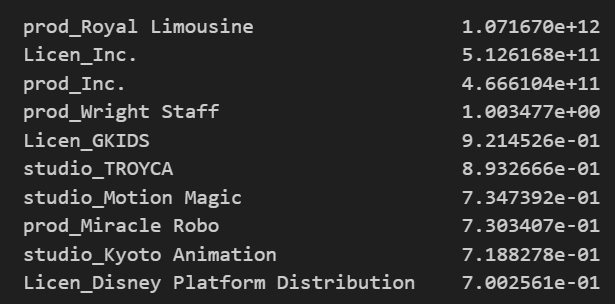 prod_Royal Limousine 1.071670e+12
Licen_Inc. 5.126168e+11
prod_Inc. 4.666104e+11
prod_Wright Staff 1.003477e+00
Licen_GKIDS 9.214526e-01
studio_TROYCA 8.932666e-01
studio_Motion Magic 7.347392e-01
prod_Miracle Robo 7.303407e-01
studio_Kyoto Animation 7.188278e-01
Licen_Disney Platform Distribution 7.002561e-01